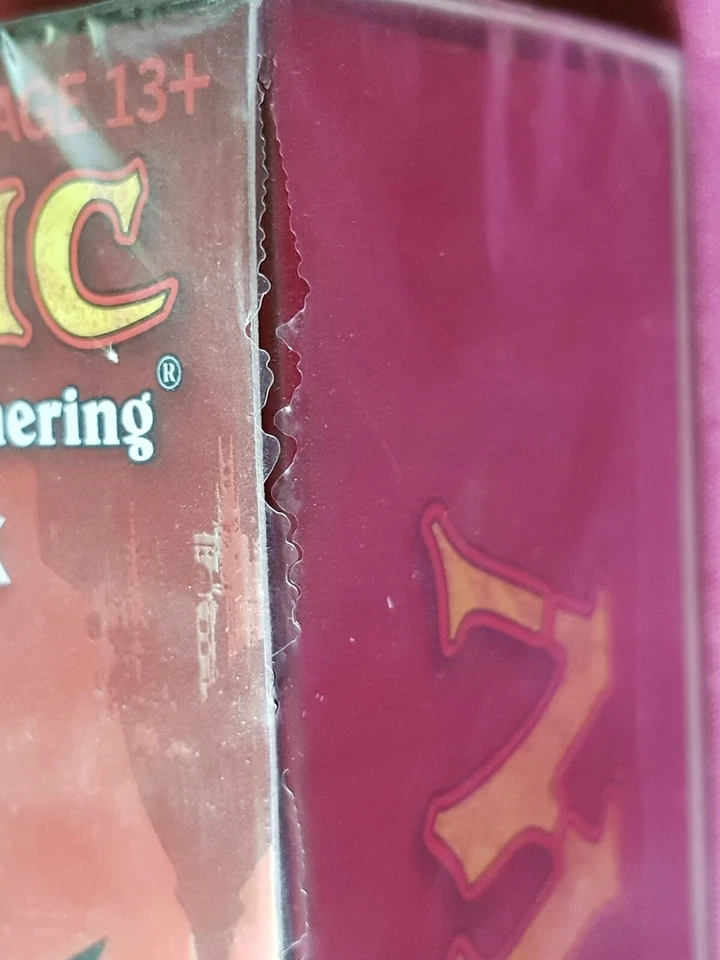 AGE 13+
IC
hering
®